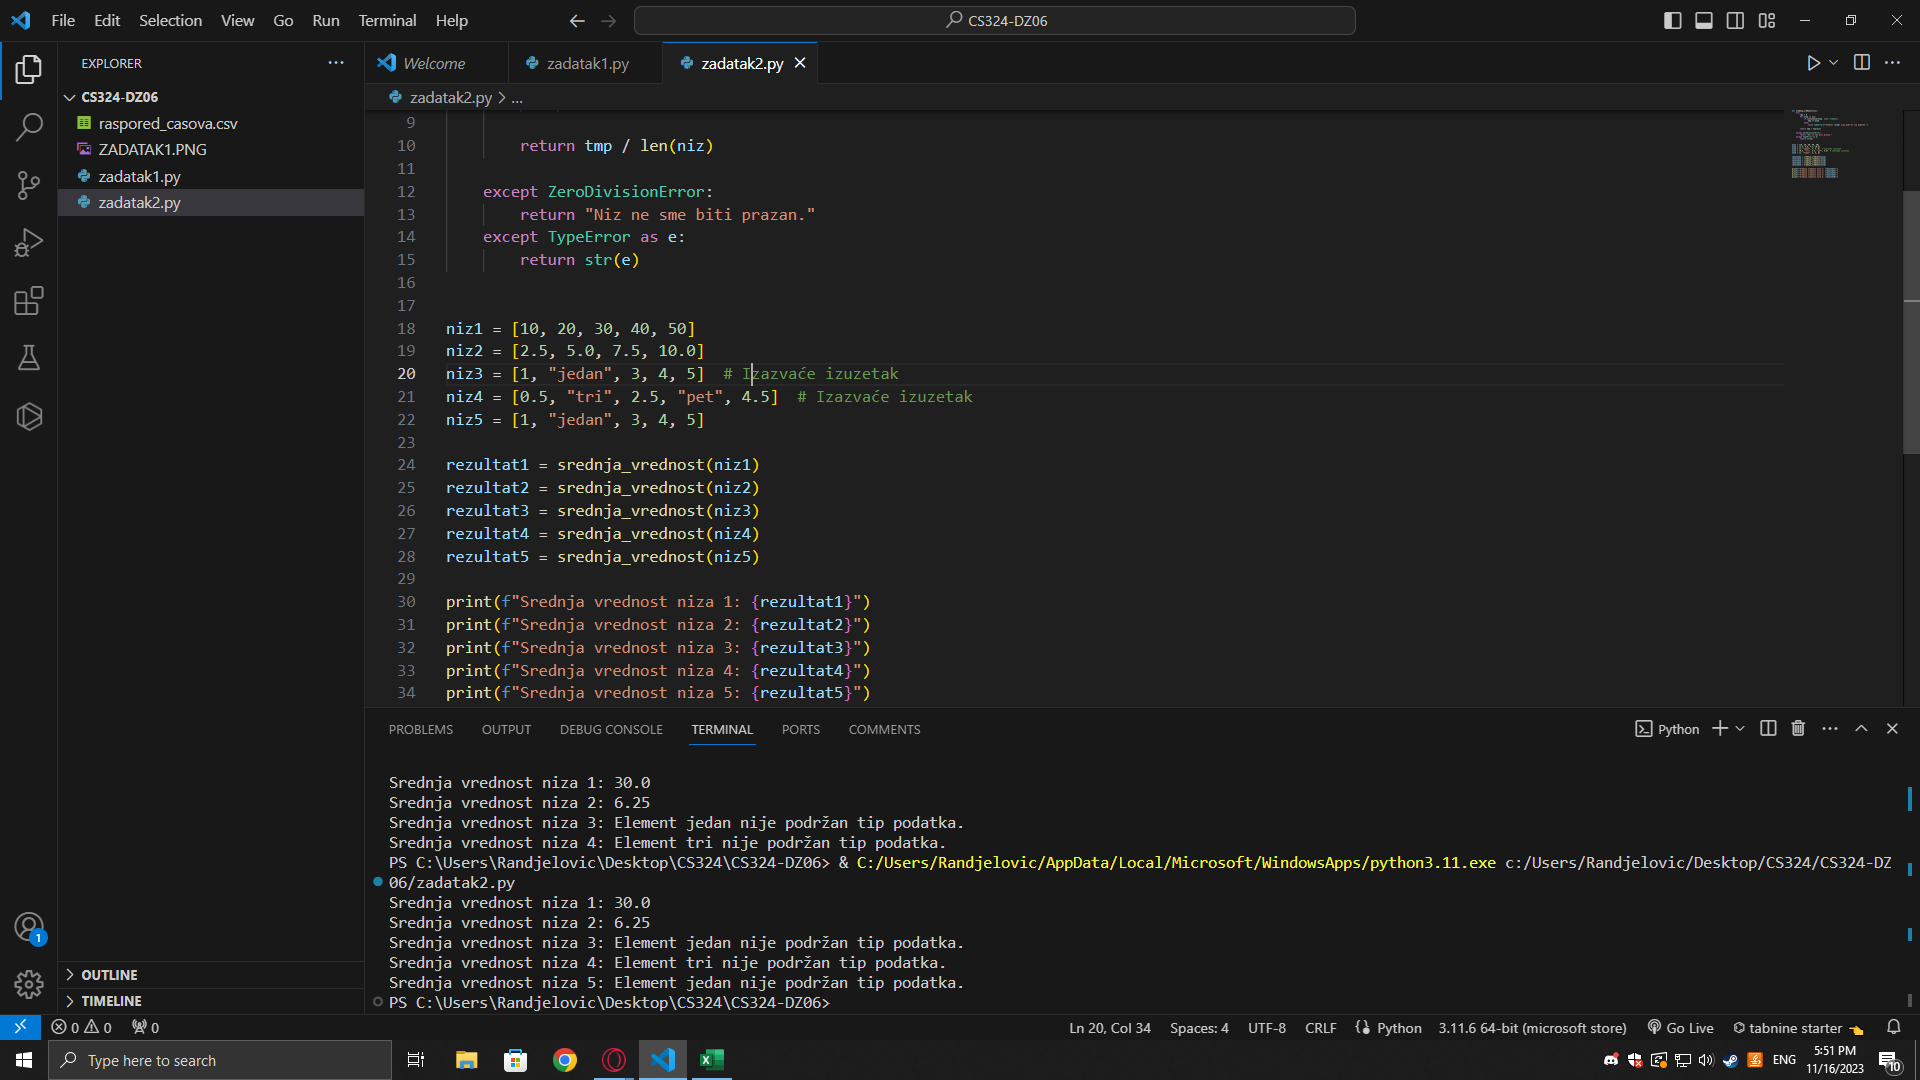 File Edit Selection View Go Run Terminal Help
CS324-DZ06
EXPLORER
Welcome
zadatak1.py
zadatak2.py
CS324-DZ06
raspored_casova.csv
ZADATAK1.PNG
zadatak1.py
zadatak2.py
OUTLINE
TIMELINE
zadatak2.py > ...
9
10 return tmp / len(niz)
11
12 except ZeroDivisionError:
13 return "Niz ne sme biti prazan."
14 except TypeError as e:
15 return str(e)
16
17
18 niz1 = [10, 20, 30, 40, 50]
19 niz2 = [2.5, 5.0, 7.5, 10.0]
20 niz3 = [1, "jedan", 3, 4, 5] # Izazvaće izuzetak
21 niz4 = [0.5, "tri", 2.5, "pet", 4.5] # Izazvaće izuzetak
22 niz5 = [1, "jedan", 3, 4, 5]
23
24 rezultat1 = srednja_vrednost(niz1)
25 rezultat2 = srednja_vrednost(niz2)
26 rezultat3 = srednja_vrednost(niz3)
27 rezultat4 = srednja_vrednost(niz4)
28 rezultat5 = srednja_vrednost(niz5)
29
30 print(f"Srednja vrednost niza 1: {rezultat1}")
31 print(f"Srednja vrednost niza 2: {rezultat2}")
32 print(f"Srednja vrednost niza 3: {rezultat3}")
33 print(f"Srednja vrednost niza 4: {rezultat4}")
34 print(f"Srednja vrednost niza 5: {rezultat5}")
PROBLEMS OUTPUT DEBUG CONSOLE TERMINAL PORTS COMMENTS
Python
Srednja vrednost niza 1: 30.0
Srednja vrednost niza 2: 6.25
Srednja vrednost niza 3: Element jedan nije podržan tip podatka.
Srednja vrednost niza 4: Element tri nije podržan tip podatka.
PS C:\Users\Randjelovic\Desktop\CS324\CS324-DZ06> & C:/Users/Randjelovic/AppData/Local/Microsoft/WindowsApps/python3.11.exe c:/Users/Randjelovic/Desktop/CS324/CS324-DZ
06/zadatak2.py
Srednja vrednost niza 1: 30.0
Srednja vrednost niza 2: 6.25
Srednja vrednost niza 3: Element jedan nije podržan tip podatka.
Srednja vrednost niza 4: Element tri nije podržan tip podatka.
Srednja vrednost niza 5: Element jedan nije podržan tip podatka.
PS C:\Users\Randjelovic\Desktop\CS324\CS324-DZ06>
1
0 0 0
Ln 20, Col 34 Spaces: 4 UTF-8 CRLF Python 3.11.6 64-bit (microsoft store) Go Live tabnine starter
Type here to search
ENG
5:51 PM
11/16/2023
10